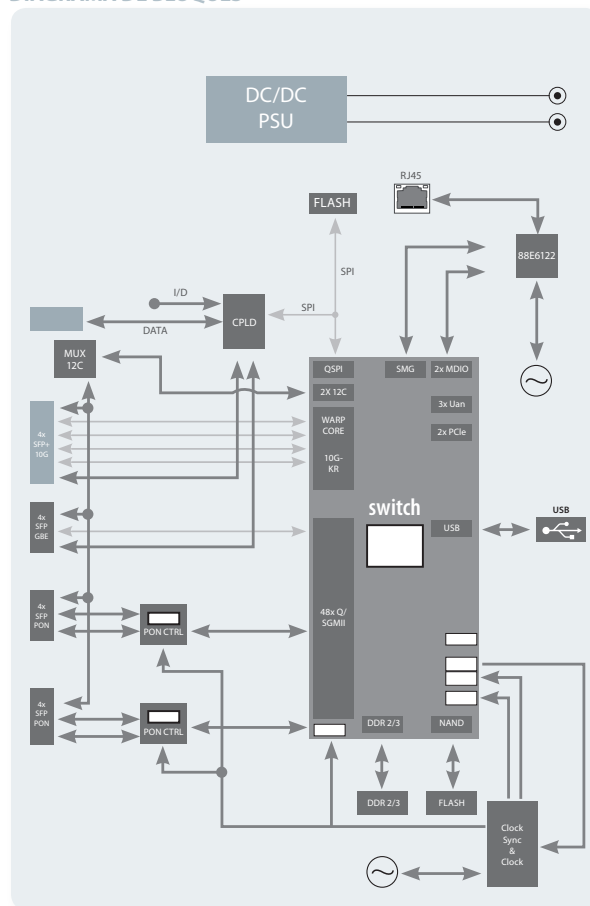 DC/DC
PSU
RJ45
FLASH
88E6122
SPI
I/D
CPLD
SPI
DATA
MUX
12C
QSPI
SMG
2x MDIO
2X 12C
3x Uan
WARP
CORE
2x PCIe
4x
SFP+
10G
10G-
KR
switch
USB
USB
4x
SFP
GBE
4x
SFP
PON
PON CTRL
48x Q/
SGMII
4x
SFP
PON
PON CTRL
DDR 2/3
NAND
DDR 2/3
FLASH
Clock
Sync
&
Clock